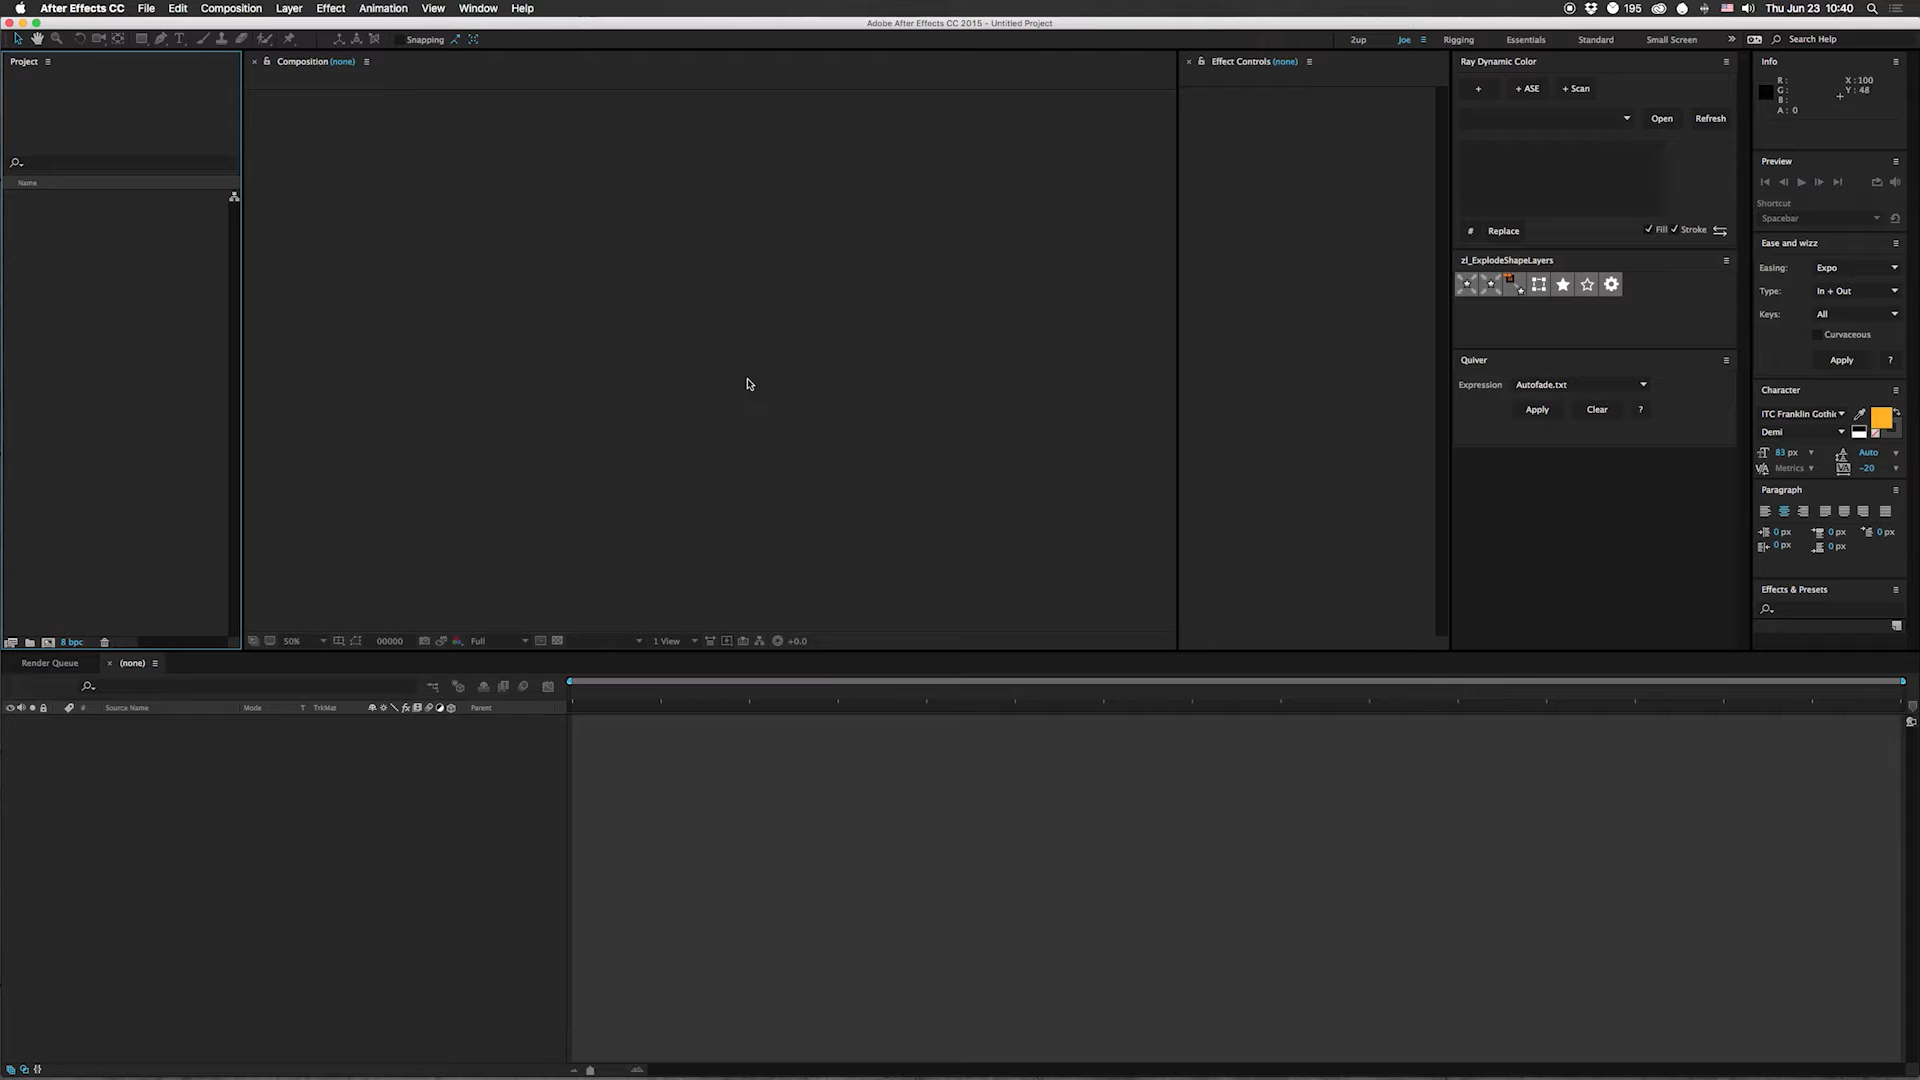 After Effects CC File Edit Composition Layer Effect Animation View Window Help 195 Thu Jun 23 10:40
Adobe After Effects CC 2015 - Untitled Project
Snapping 2up Joe Rigging Essentials Standard Small Screen Search Help
Project
Name
8 bpc
Composition (none)
50% 00000 Full 1 View +0.0
Effect Controls (none)
Ray Dynamic Color
+ + ASE + Scan
Open Refresh
# Replace Fill Stroke
zl_ExplodeShapeLayers
Quiver
Expression Autofade.txt
Apply Clear ?
Info
R : X : 100
G : Y : 48
B :
A : 0
Preview
Shortcut
Spacebar
Ease and wizz
Easing: Expo
Type: In + Out
Keys: All
Curvaceous
Apply ?
Character
ITC Franklin Gothic
Demi
83 px Auto
Metrics -20
Paragraph
0 px 0 px 0 px
0 px 0 px
Effects & Presets
Render Queue (none)
# Source Name Mode T TrkMat fx Parent